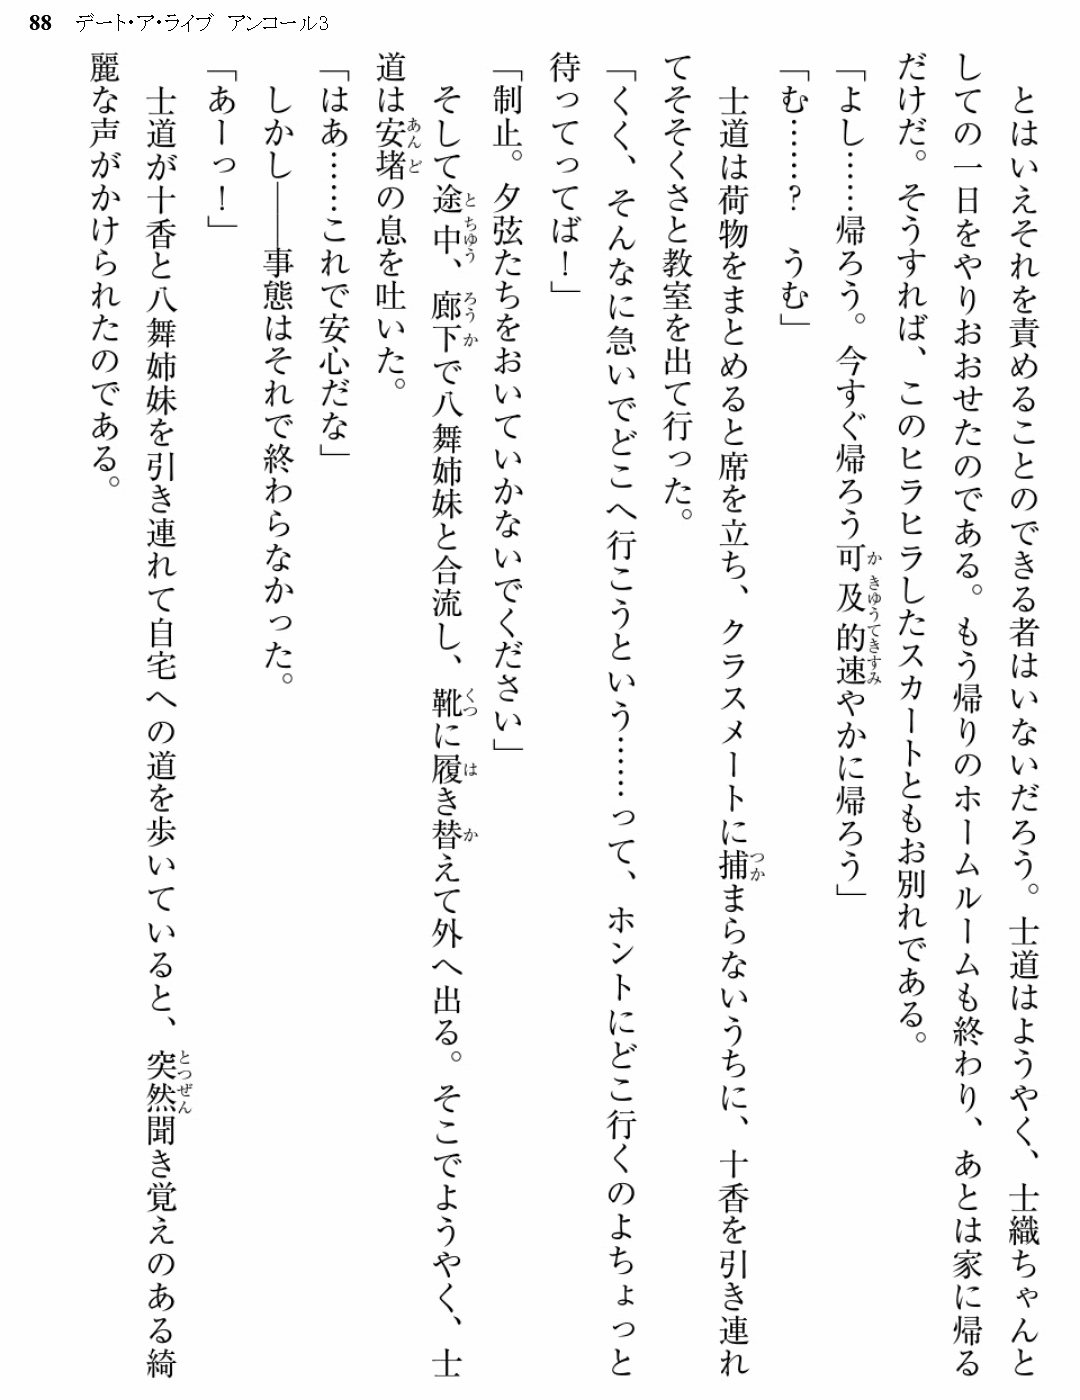 88　デート・ア・ライブ　アンコール3
　とはいえそれを責めることのできる者はいないだろう。士道はようやく、士織ちゃんと
しての一日をやりおおせたのである。もう帰りのホームルームも終わり、あとは家に帰る
だけだ。そうすれば、このヒラヒラしたスカートともお別れである。
「よし……帰ろう。今すぐ帰ろう可及的速やかに帰ろう」
「む……？　うむ」
　士道は荷物をまとめると席を立ち、クラスメートに捕まらないうちに、十香を引き連れ
てそそくさと教室を出て行った。
「くく、そんなに急いでどこへ行こうという……って、ホントにどこ行くのよちょっと
待ってってば！」
「制止。夕弦たちをおいていかないでください」
　そして途中、廊下で八舞姉妹と合流し、靴に履き替えて外へ出る。そこでようやく、士
道は安堵の息を吐いた。
「はあ……これで安心だな」
　しかし――事態はそれで終わらなかった。
「あーっ！」
　士道が十香と八舞姉妹を引き連れて自宅への道を歩いていると、突然聞き覚えのある綺
麗な声がかけられたのである。